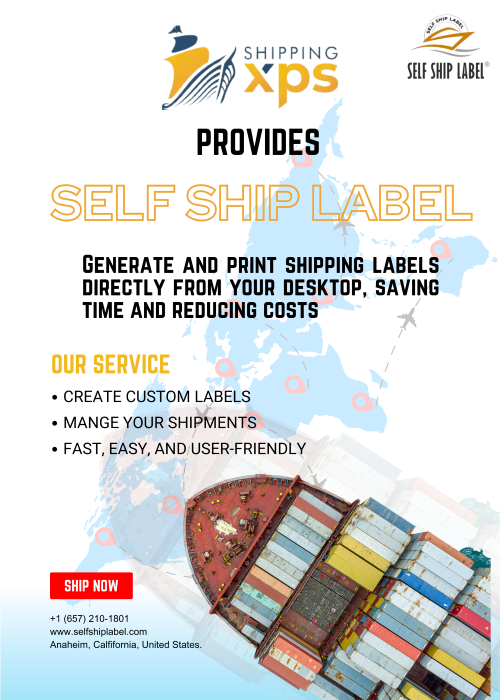 SHIPPING
xps
SELF SHIP LABEL
SELF SHIP LABEL®
PROVIDES
SELF SHIP LABEL
GENERATE AND PRINT SHIPPING LABELS
DIRECTLY FROM YOUR DESKTOP, SAVING
TIME AND REDUCING COSTS
OUR SERVICE
• CREATE CUSTOM LABELS
• MANGE YOUR SHIPMENTS
• FAST, EASY, AND USER-FRIENDLY
SHIP NOW
+1 (657) 210-1801
www.selfshiplabel.com
Anaheim, Calfifornia, United States.